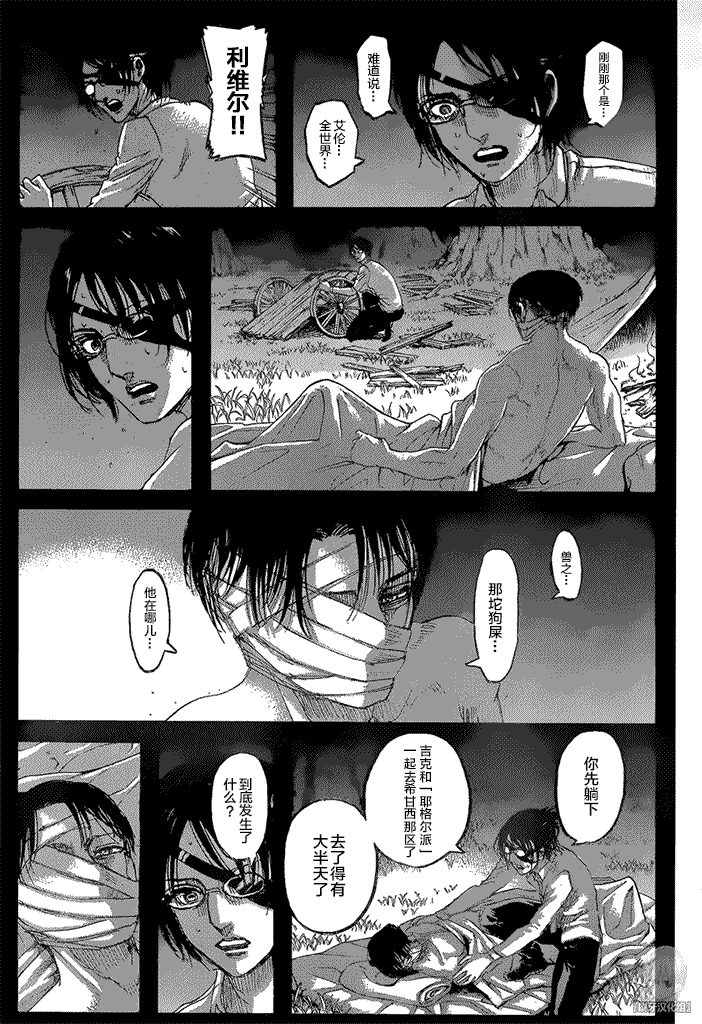 刚刚那个是…
难道说…
艾伦…
全世界…
利维尔!!
兽之…
那坨狗屎…
他在哪儿…
你先躺下
吉克和「耶格尔派」
一起去希甘西那区了
去了得有
大半天了
到底发生了
什么?